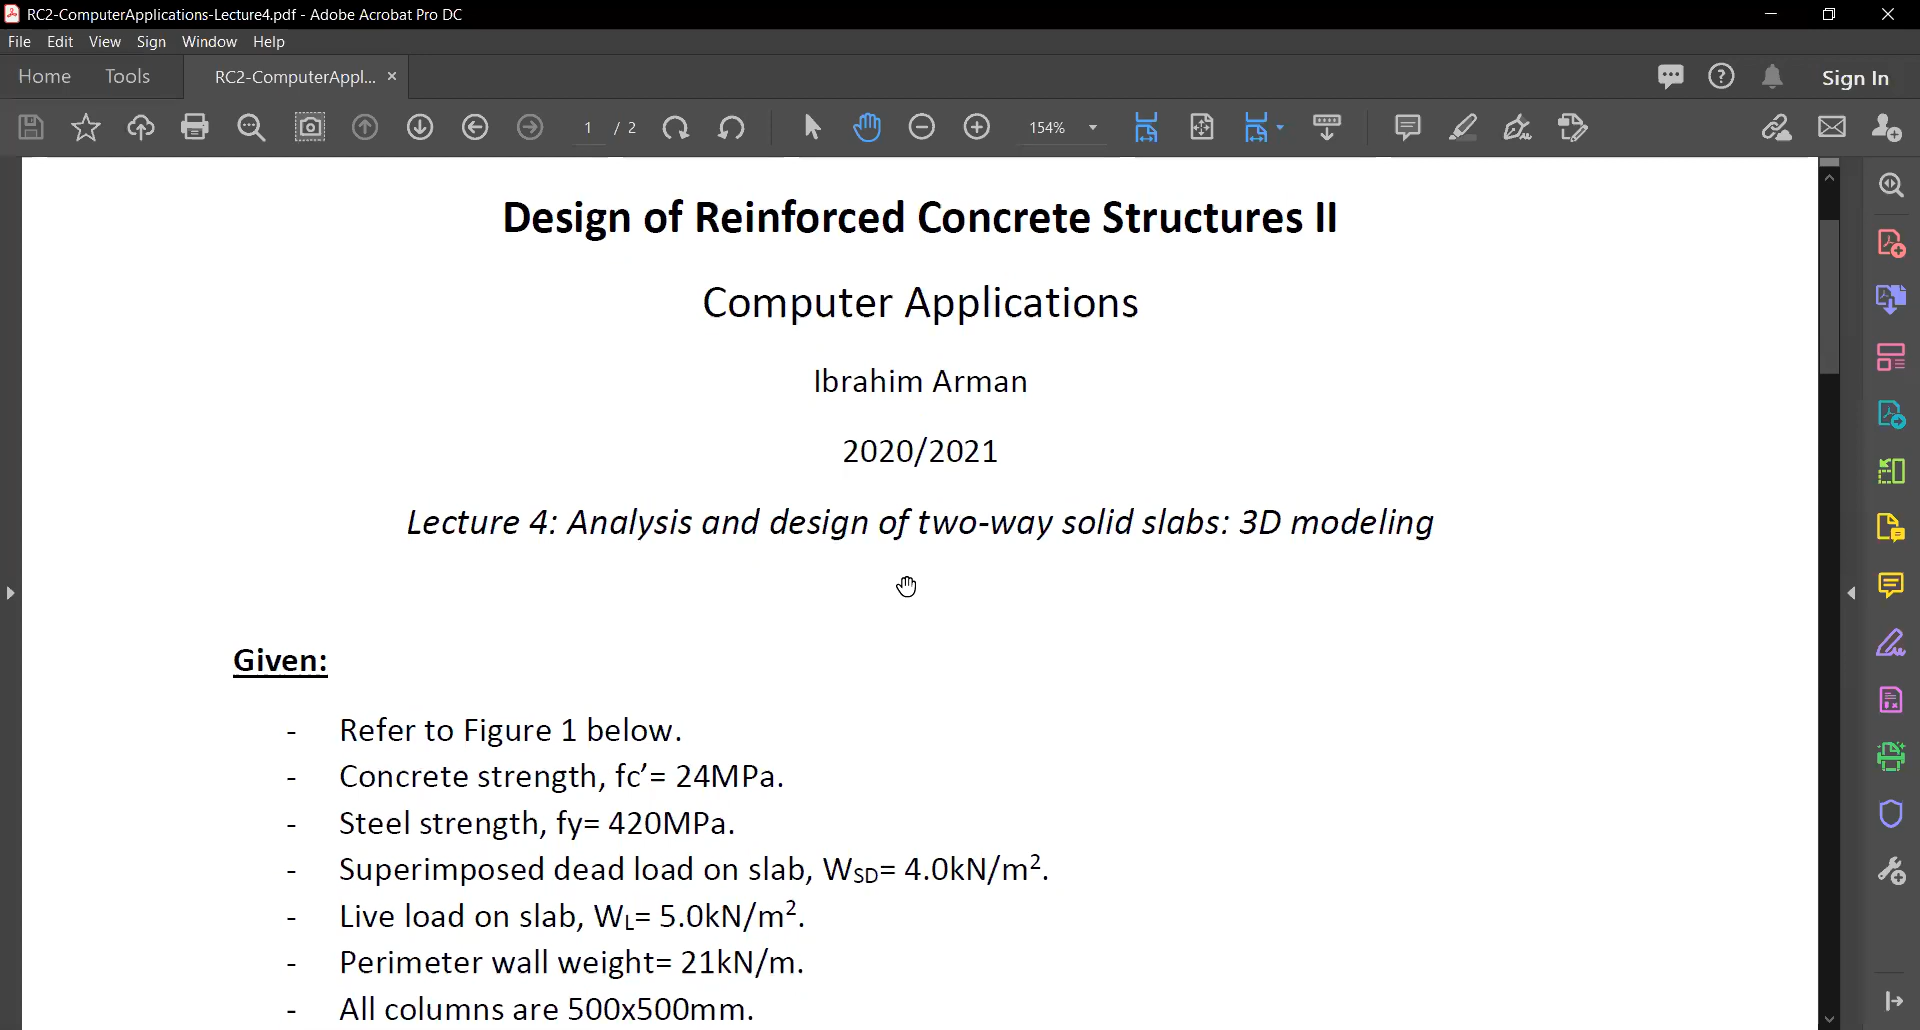 RC2-ComputerApplications-Lecture4.pdf - Adobe Acrobat Pro DC
File Edit View Sign Window Help
Home Tools RC2-ComputerAppl... × Sign In
1 / 2 154%
Design of Reinforced Concrete Structures II
Computer Applications
Ibrahim Arman
2020/2021
Lecture 4: Analysis and design of two-way solid slabs: 3D modeling
Given:
- Refer to Figure 1 below.
- Concrete strength, fc’= 24MPa.
- Steel strength, fy= 420MPa.
- Superimposed dead load on slab, WSD= 4.0kN/m².
- Live load on slab, WL= 5.0kN/m².
- Perimeter wall weight= 21kN/m.
- All columns are 500x500mm.